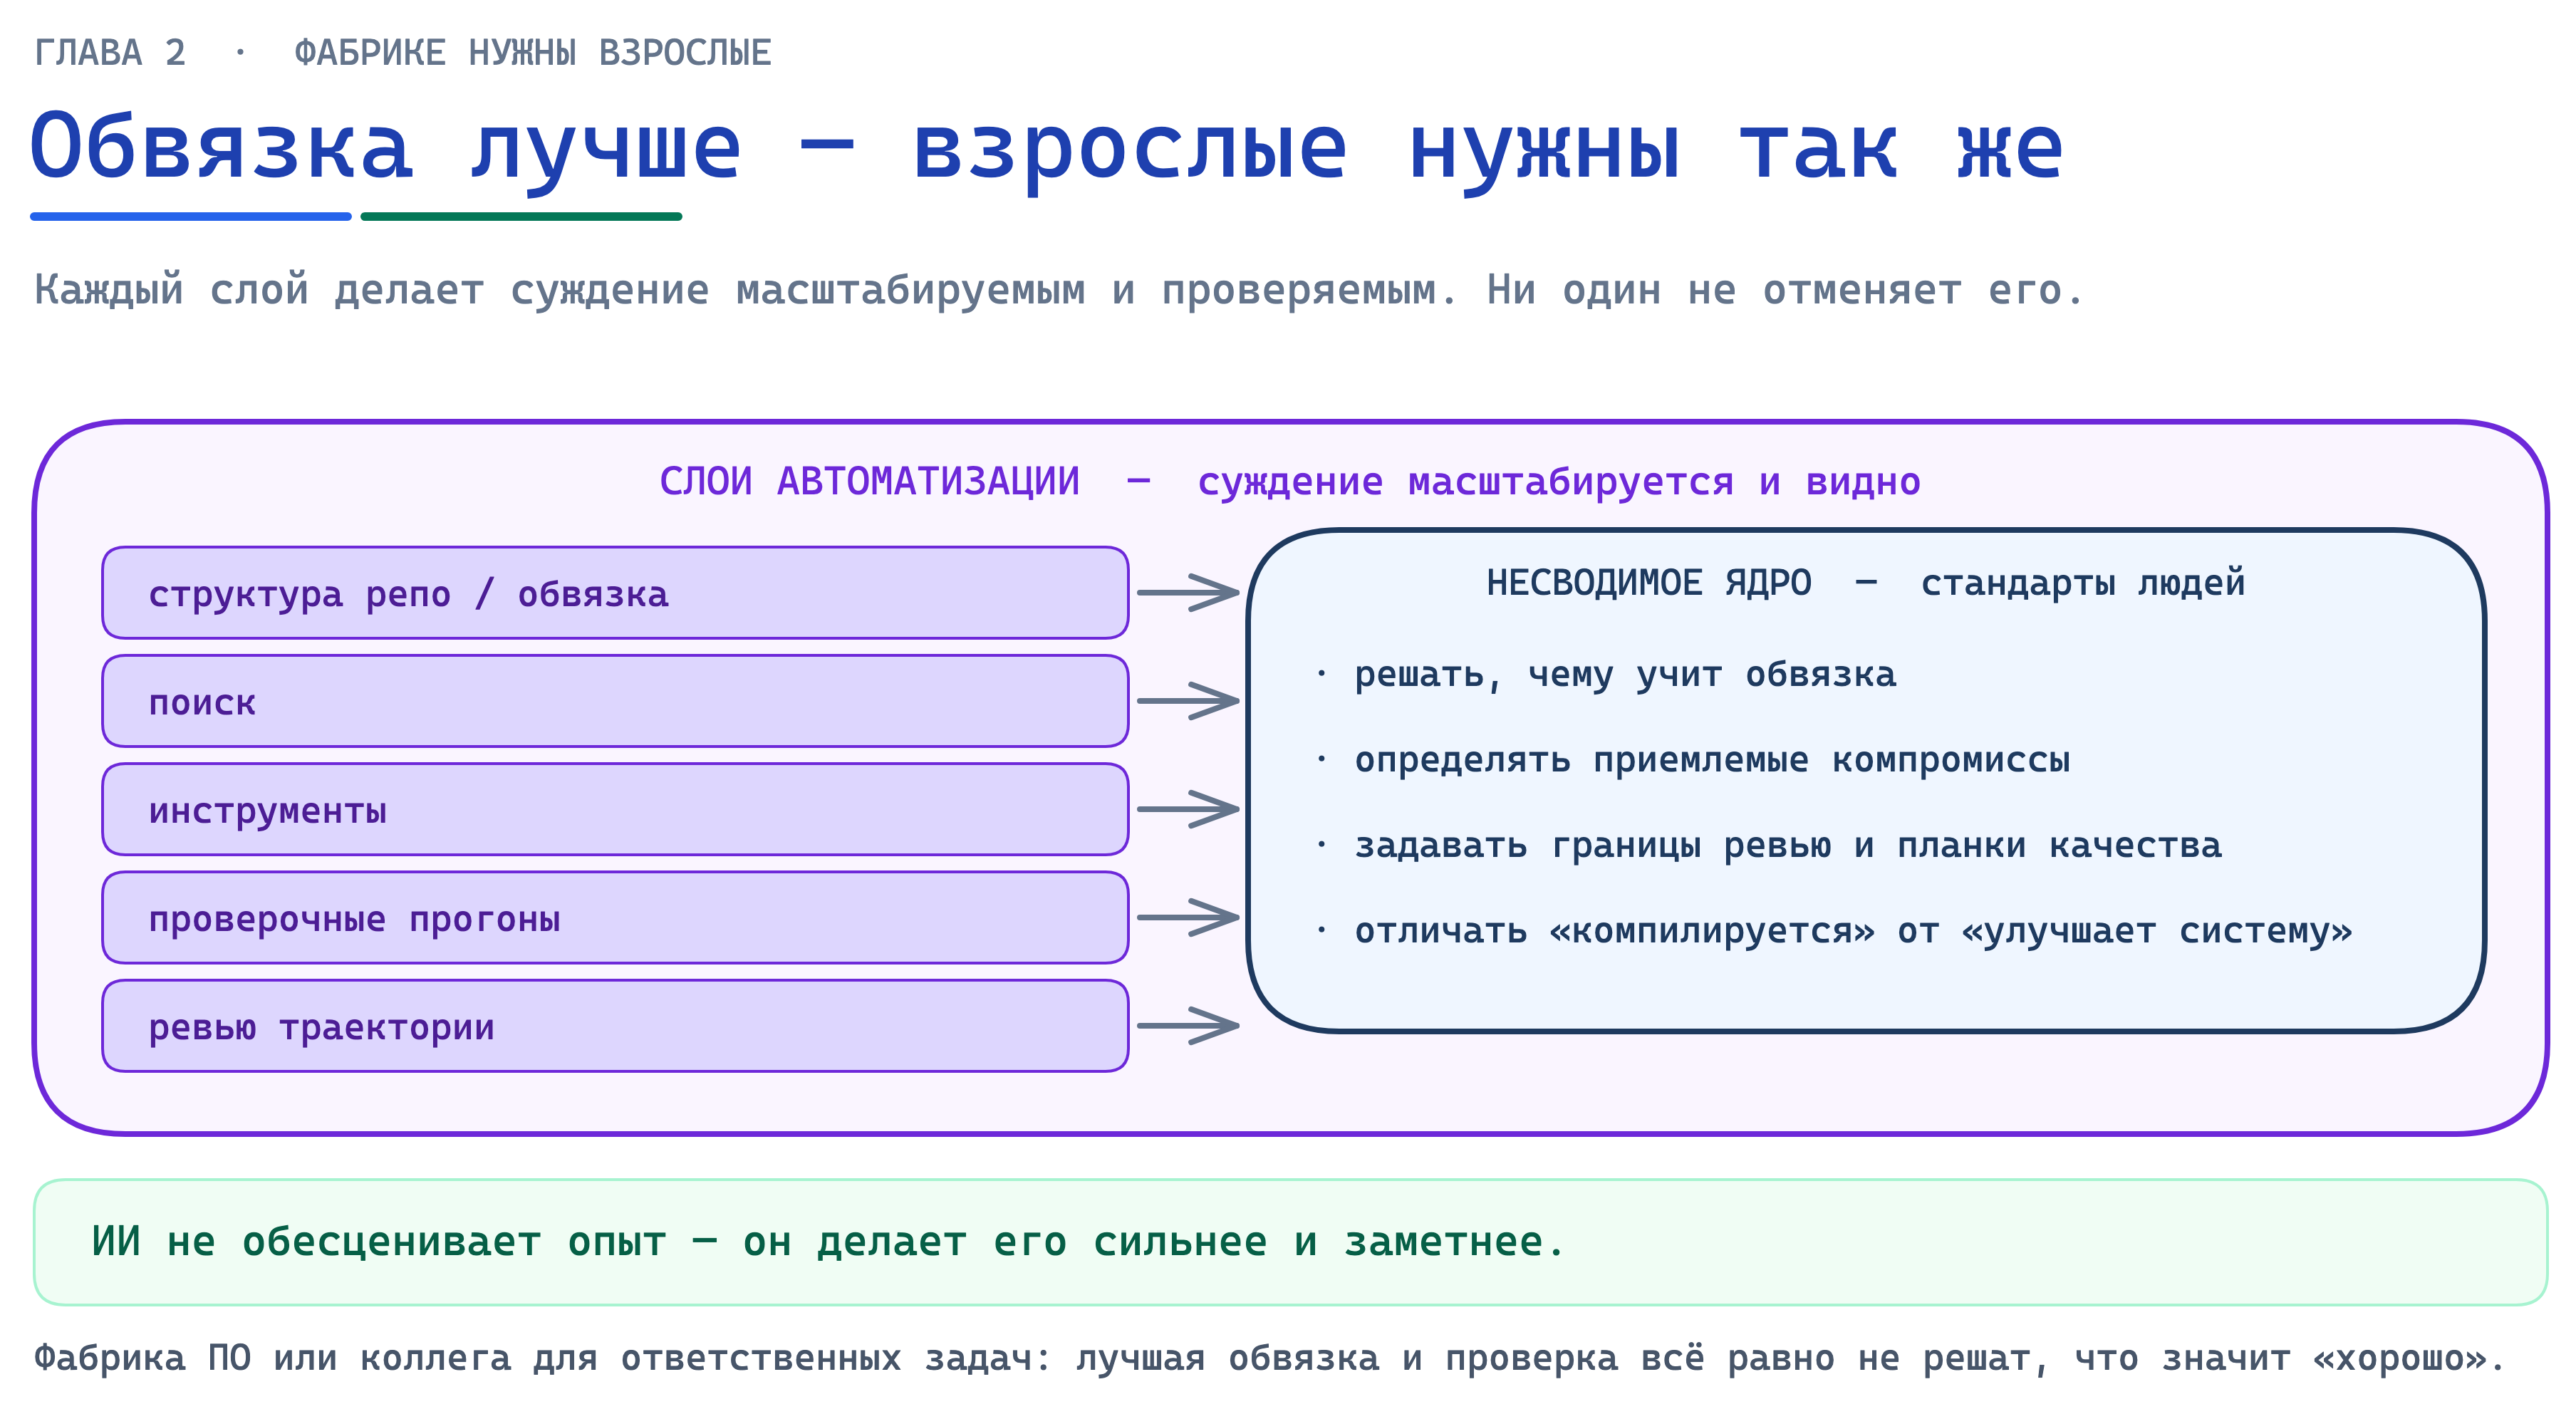 ГЛАВА 2 · ФАБРИКЕ НУЖНЫ ВЗРОСЛЫЕ
Обвязка лучше — взрослые нужны так же
Каждый слой делает суждение масштабируемым и проверяемым. Ни один не отменяет его.
СЛОИ АВТОМАТИЗАЦИИ — суждение масштабируется и видно
структура репо / обвязка
поиск
инструменты
проверочные прогоны
ревью траектории
НЕСВОДИМОЕ ЯДРО — стандарты людей
· решать, чему учит обвязка
· определять приемлемые компромиссы
· задавать границы ревью и планки качества
· отличать «компилируется» от «улучшает систему»
ИИ не обесценивает опыт — он делает его сильнее и заметнее.
Фабрика ПО или коллега для ответственных задач: лучшая обвязка и проверка всё равно не решат, что значит «хорошо».